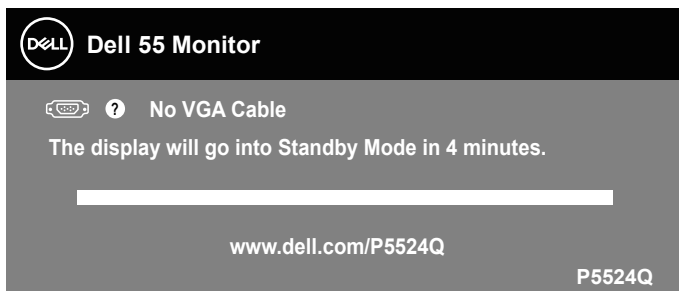 DELL Dell 55 Monitor
? No VGA Cable
The display will go into Standby Mode in 4 minutes.
www.dell.com/P5524Q
P5524Q